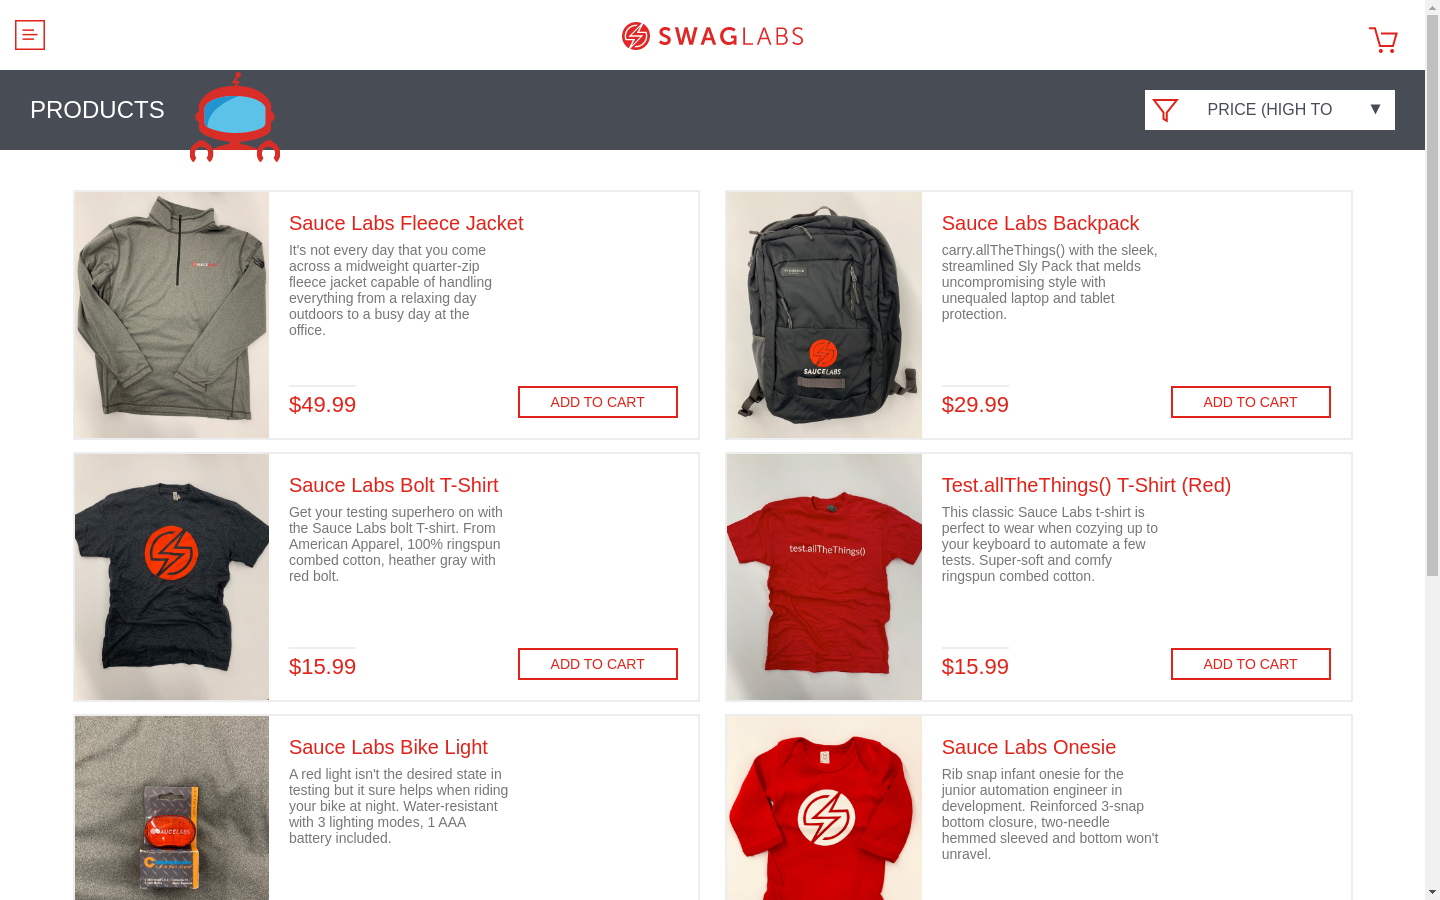 SWAGLABS
PRODUCTS
PRICE (HIGH TO
Sauce Labs Fleece Jacket
It's not every day that you come
across a midweight quarter-zip
fleece jacket capable of handling
everything from a relaxing day
outdoors to a busy day at the
office.
$49.99
ADD TO CART
SAUCELABS
Sauce Labs Backpack
carry.allTheThings() with the sleek,
streamlined Sly Pack that melds
uncompromising style with
unequaled laptop and tablet
protection.
$29.99
ADD TO CART
Sauce Labs Bolt T-Shirt
Get your testing superhero on with
the Sauce Labs bolt T-shirt. From
American Apparel, 100% ringspun
combed cotton, heather gray with
red bolt.
$15.99
ADD TO CART
test.allTheThings()
Test.allTheThings() T-Shirt (Red)
This classic Sauce Labs t-shirt is
perfect to wear when cozying up to
your keyboard to automate a few
tests. Super-soft and comfy
ringspun combed cotton.
$15.99
ADD TO CART
SAUCELABS
Sauce Labs Bike Light
A red light isn't the desired state in
testing but it sure helps when riding
your bike at night. Water-resistant
with 3 lighting modes, 1 AAA
battery included.
Sauce Labs Onesie
Rib snap infant onesie for the
junior automation engineer in
development. Reinforced 3-snap
bottom closure, two-needle
hemmed sleeved and bottom won't
unravel.